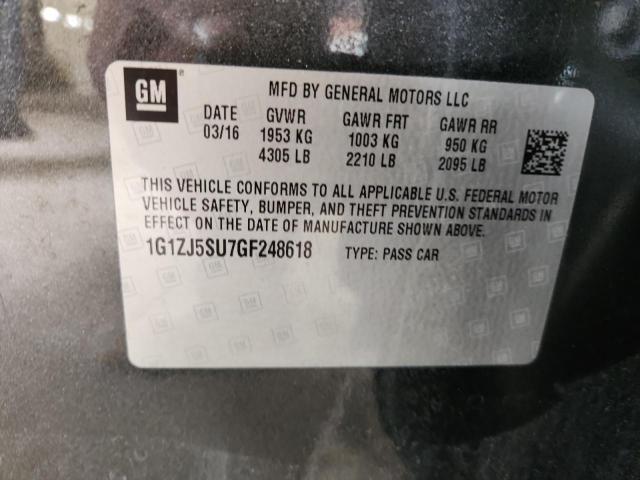 GM ®
MFD BY GENERAL MOTORS LLC
DATE GVWR GAWR FRT GAWR RR
03/16 1953 KG 1003 KG 950 KG
4305 LB 2210 LB 2095 LB
THIS VEHICLE CONFORMS TO ALL APPLICABLE U.S. FEDERAL MOTOR
VEHICLE SAFETY, BUMPER, AND THEFT PREVENTION STANDARDS IN
EFFECT ON THE DATE OF MANUFACTURE SHOWN ABOVE.
1G1ZJ5SU7GF248618 TYPE: PASS CAR